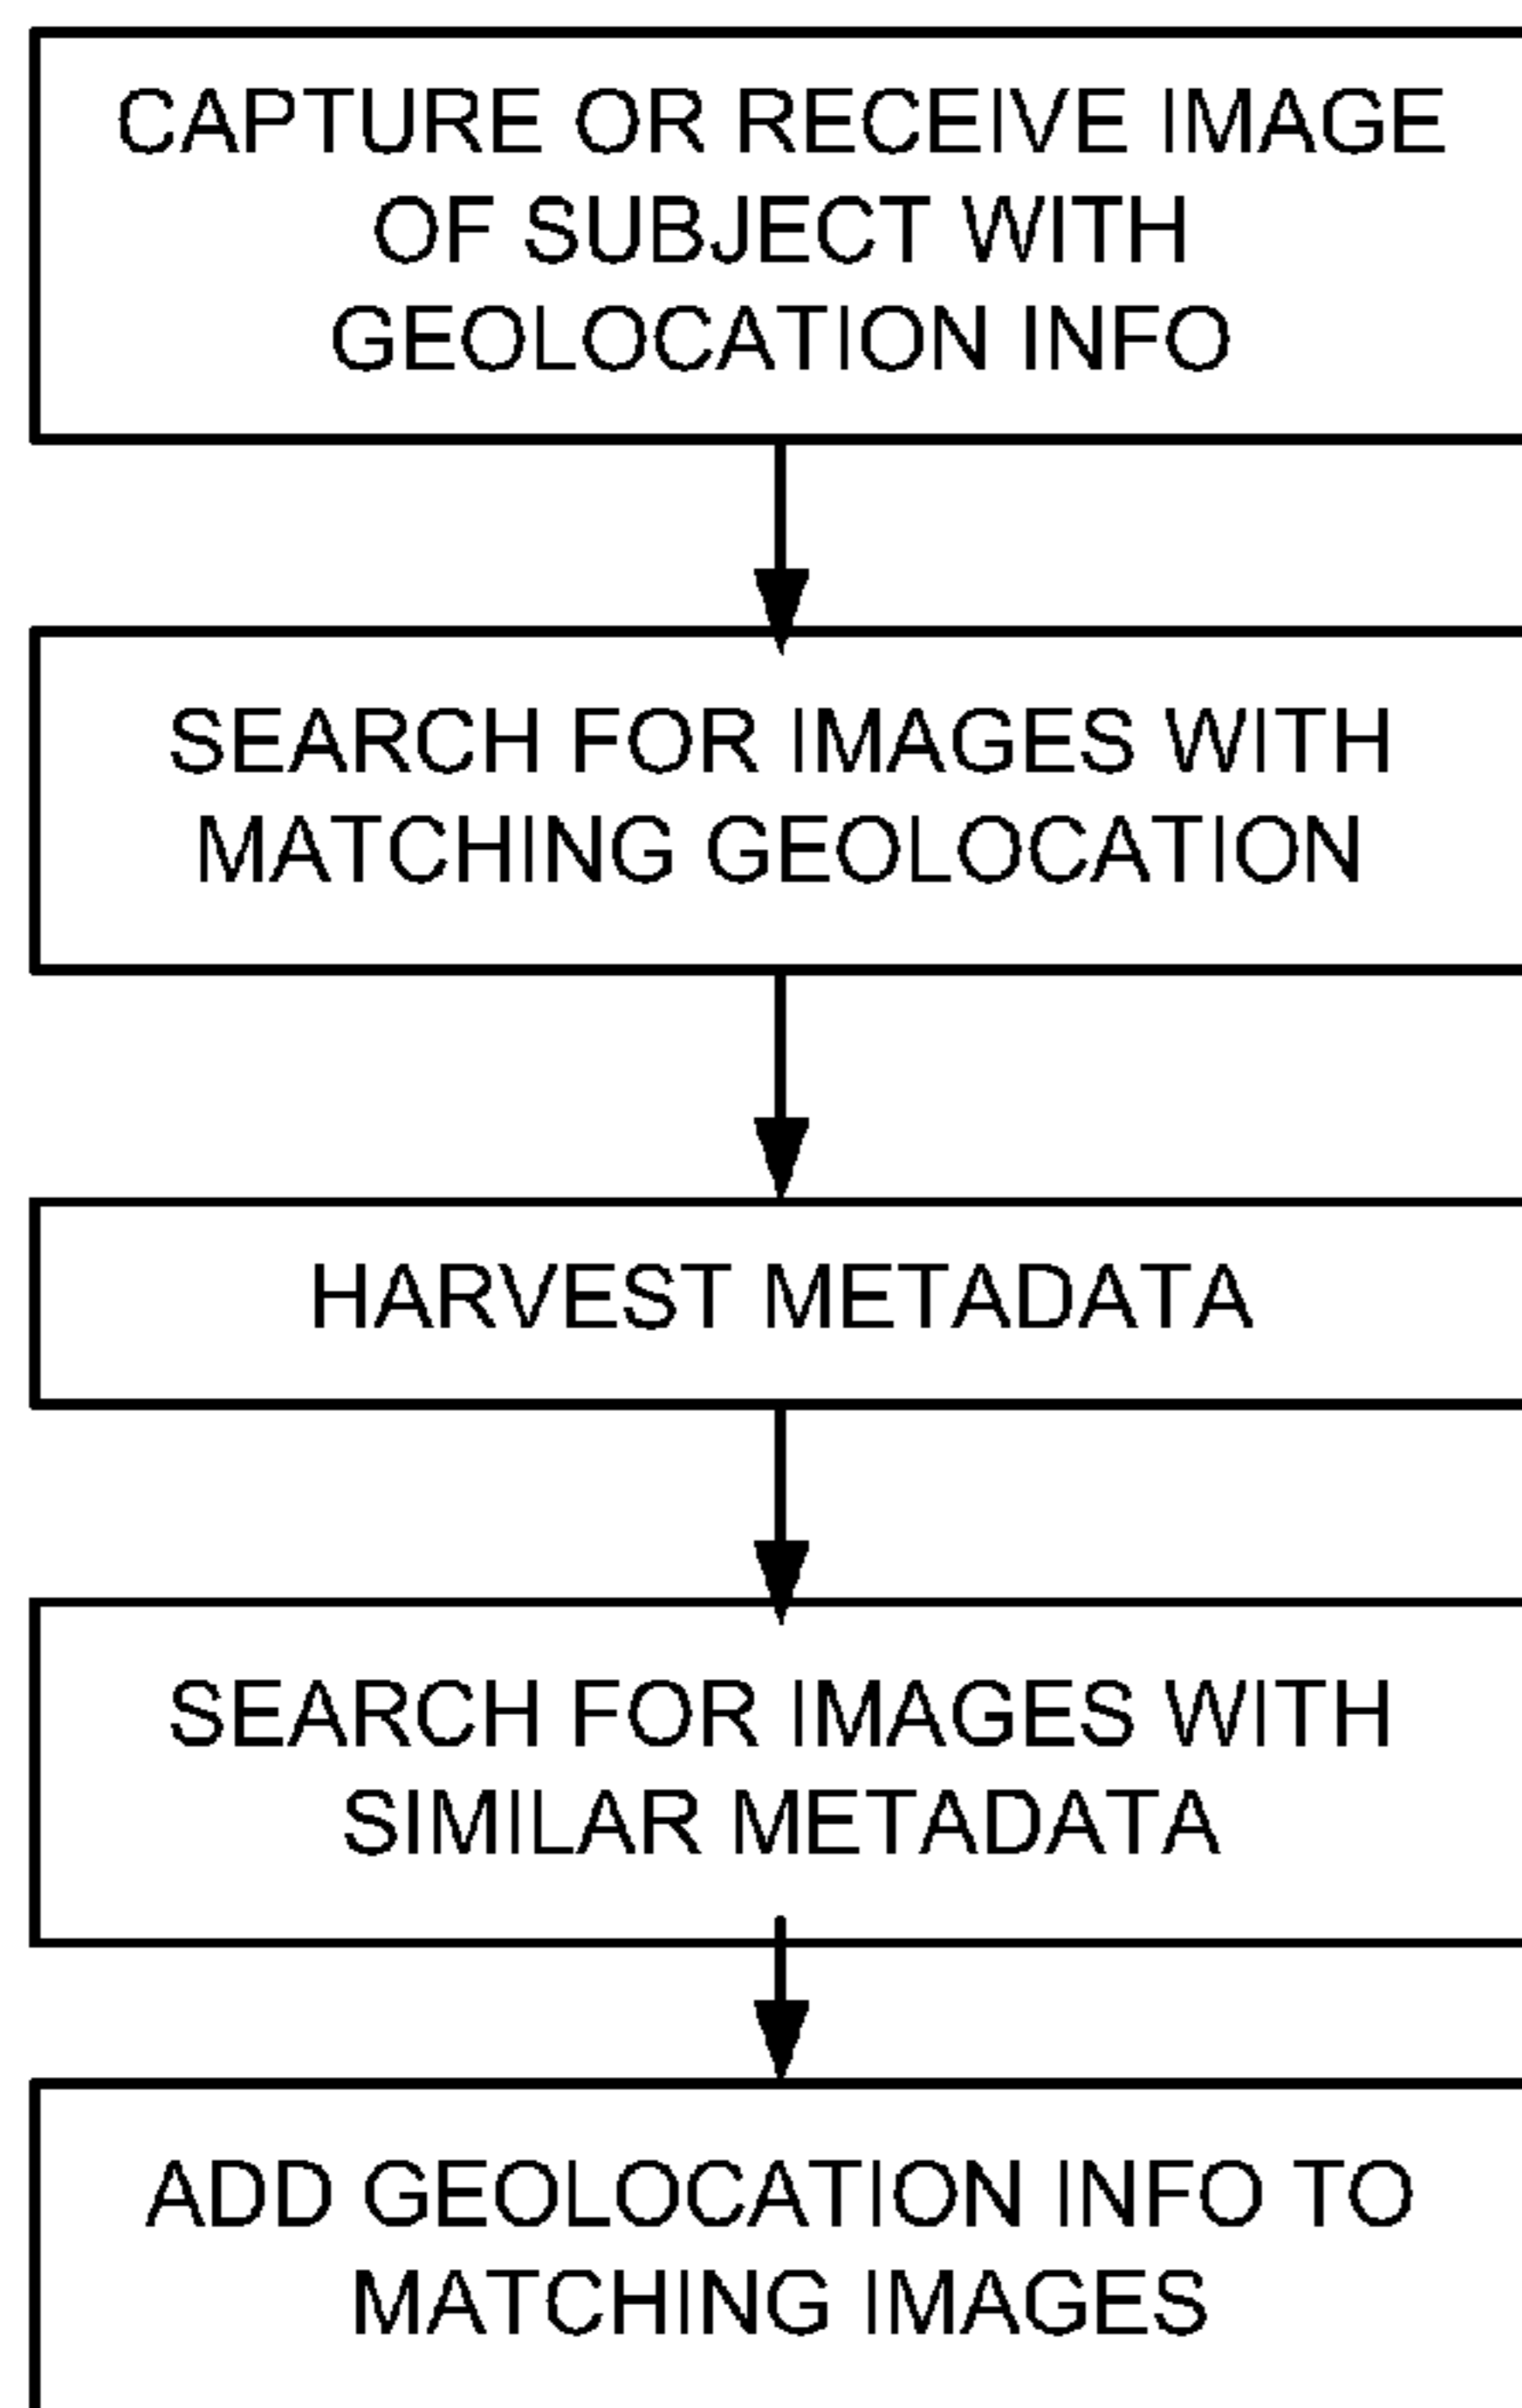 CAPTURE OR RECEIVE IMAGE
OF SUBJECT WITH
GEOLOCATION INFO
SEARCH FOR IMAGES WITH
MATCHING GEOLOCATION
HARVEST METADATA
SEARCH FOR IMAGES WITH
SIMILAR METADATA
ADD GEOLOCATION INFO TO
MATCHING IMAGES